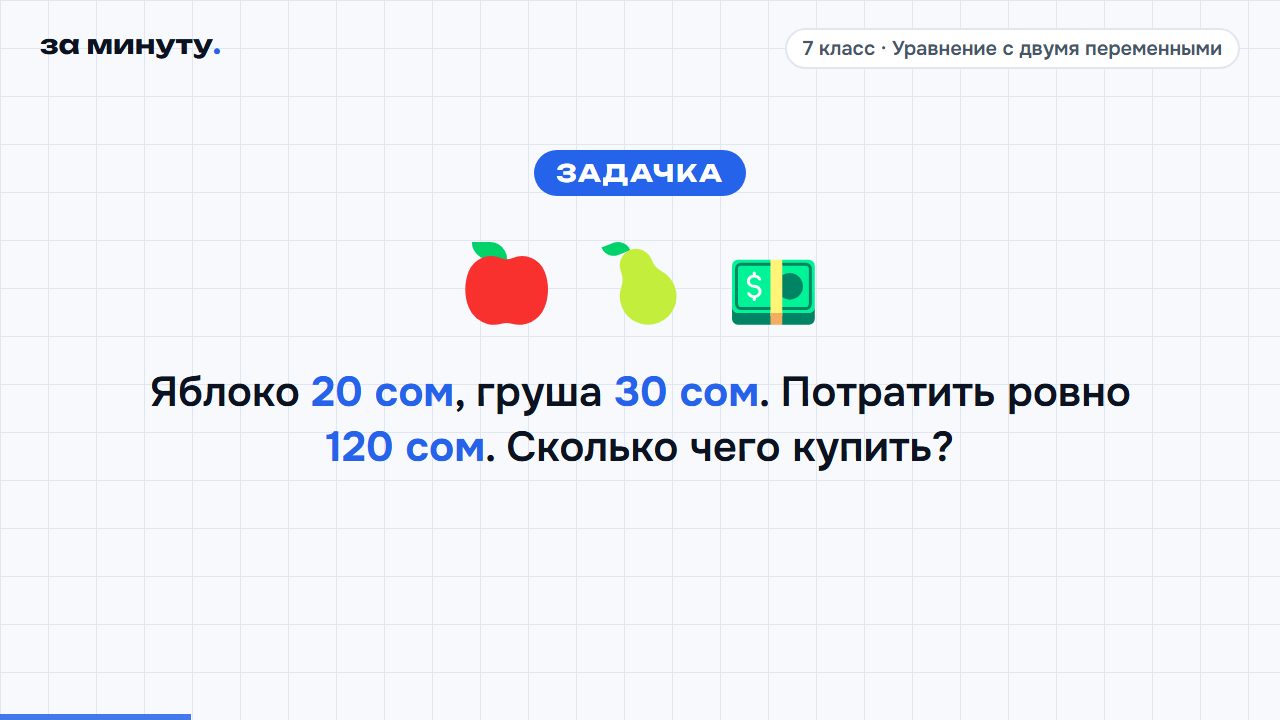 за минуту.
7 класс · Уравнение с двумя переменными
ЗАДАЧКА
$
Яблоко 20 сом, груша 30 сом. Потратить ровно
120 сом. Сколько чего купить?